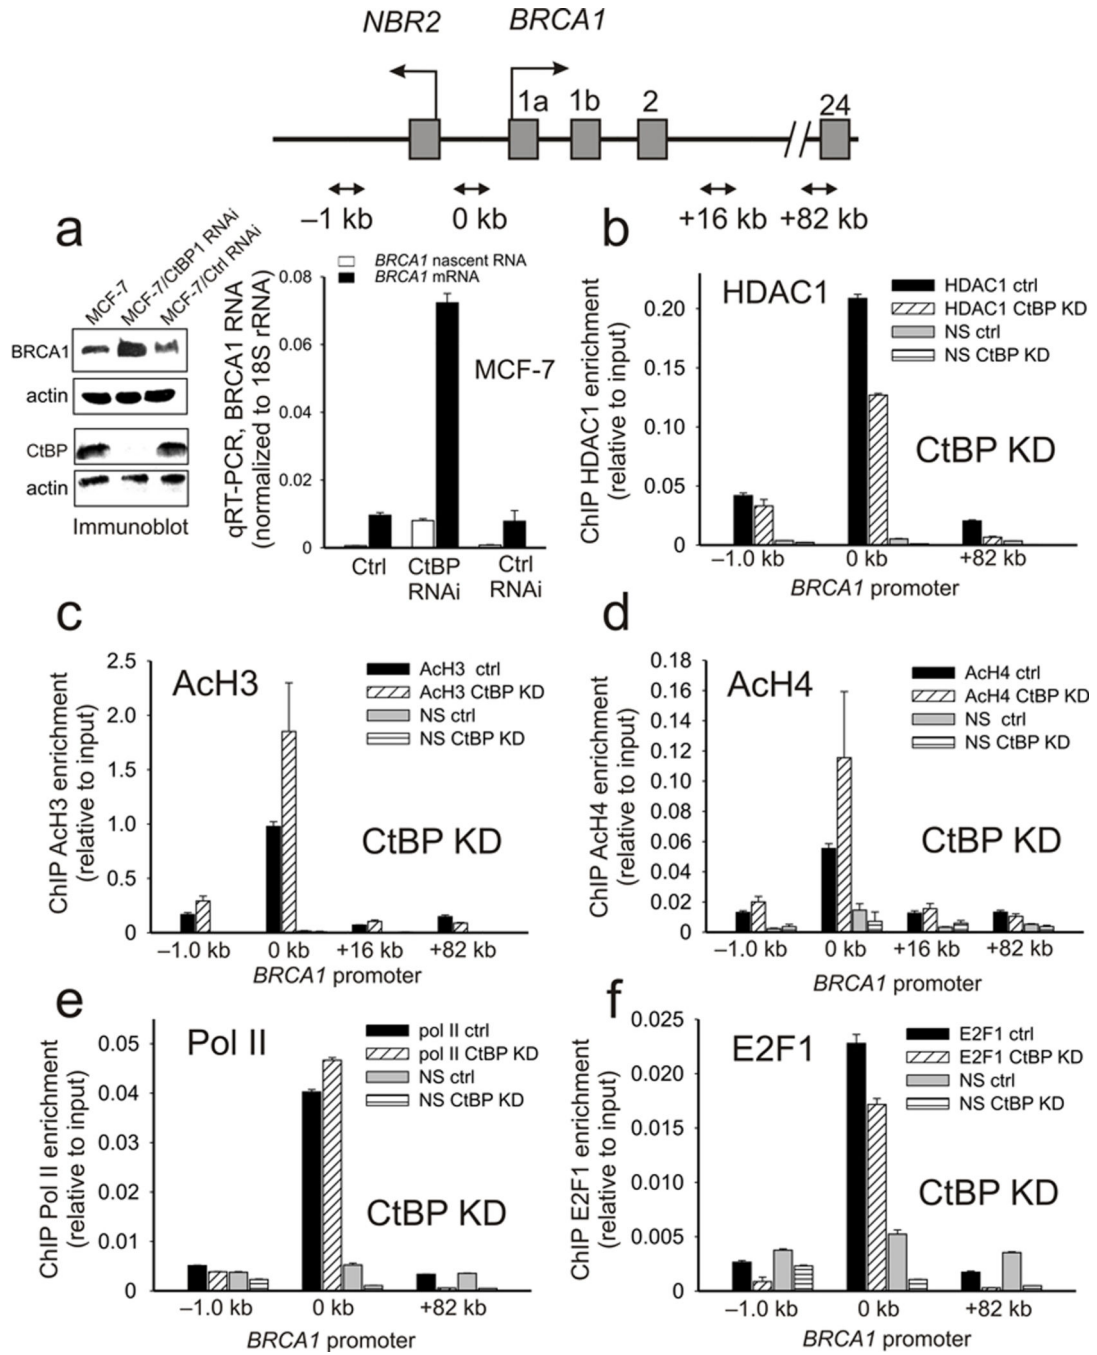 NBR2
BRCA1
1a
1b
2
24
–1 kb
0 kb
+16 kb
+82 kb
a
MCF-7
MCF-7/CtBP1 RNAi
MCF-7/Ctrl RNAi
BRCA1
actin
CtBP
actin
Immunoblot
qRT-PCR, BRCA1 RNA
(normalized to 18S rRNA)
0.08
0.06
0.04
0.02
0
BRCA1 nascent RNA
BRCA1 mRNA
MCF-7
Ctrl
CtBP
RNAi
Ctrl
RNAi
b
ChIP HDAC1 enrichment
(relative to input)
0.20
0.15
0.10
0.05
0
HDAC1
HDAC1 ctrl
HDAC1 CtBP KD
NS ctrl
NS CtBP KD
CtBP KD
–1.0 kb
0 kb
+82 kb
BRCA1 promoter
c
ChIP AcH3 enrichment
(relative to input)
2.5
2.0
1.5
1.0
0.5
0
AcH3
AcH3 ctrl
AcH3 CtBP KD
NS ctrl
NS CtBP KD
CtBP KD
–1.0 kb
0 kb
+16 kb
+82 kb
BRCA1 promoter
d
ChIP AcH4 enrichment
(relative to input)
0.18
0.16
0.14
0.12
0.10
0.08
0.06
0.04
0.02
0
AcH4
AcH4 ctrl
AcH4 CtBP KD
NS ctrl
NS CtBP KD
CtBP KD
–1.0 kb
0 kb
+16 kb
+82 kb
BRCA1 promoter
e
ChIP Pol II enrichment
(relative to input)
0.05
0.04
0.03
0.02
0.01
0
Pol II
pol II ctrl
pol II CtBP KD
NS ctrl
NS CtBP KD
CtBP KD
–1.0 kb
0 kb
+82 kb
BRCA1 promoter
f
ChIP E2F1 enrichment
(relative to input)
0.025
0.020
0.015
0.010
0.005
0
E2F1
E2F1 ctrl
E2F1 CtBP KD
NS ctrl
NS CtBP KD
CtBP KD
–1.0 kb
0 kb
+82 kb
BRCA1 promoter